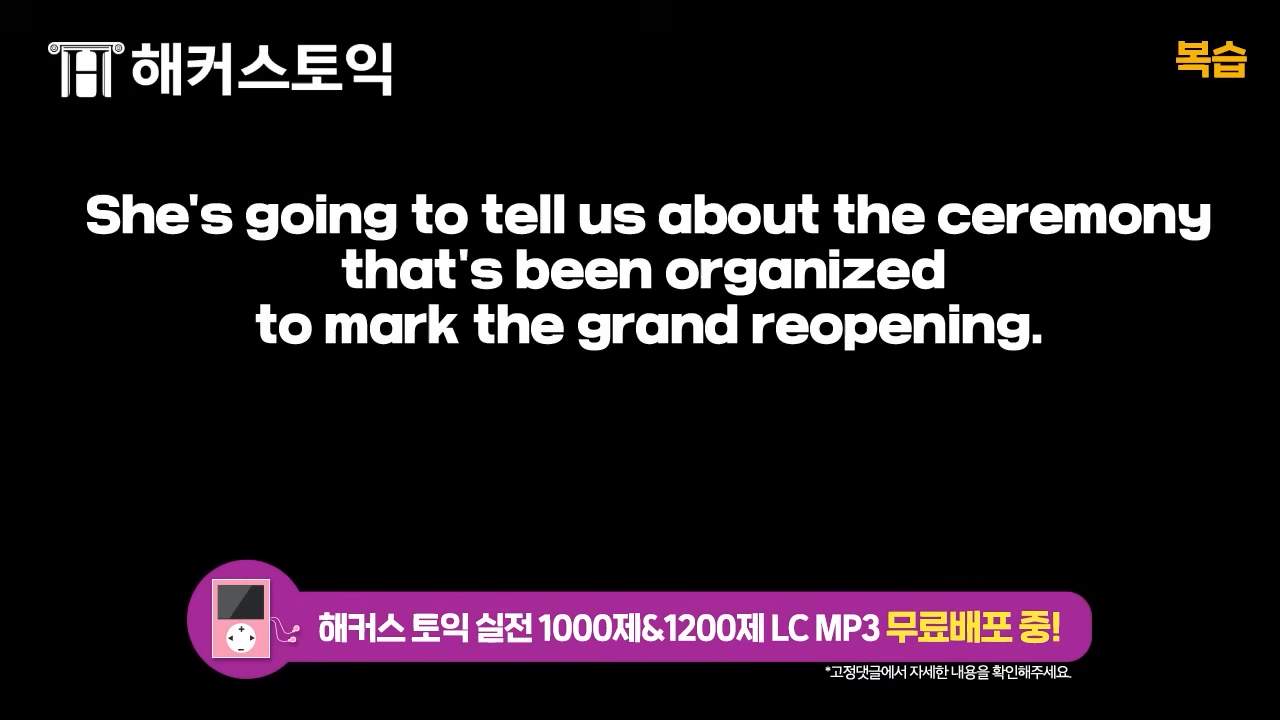 해커스토익
복습
She's going to tell us about the ceremony
that's been organized
to mark the grand reopening.
해커스 토익 실전 1000제&1200제 LC MP3 무료배포 중!
*고정댓글에서 자세한 내용을 확인해주세요.